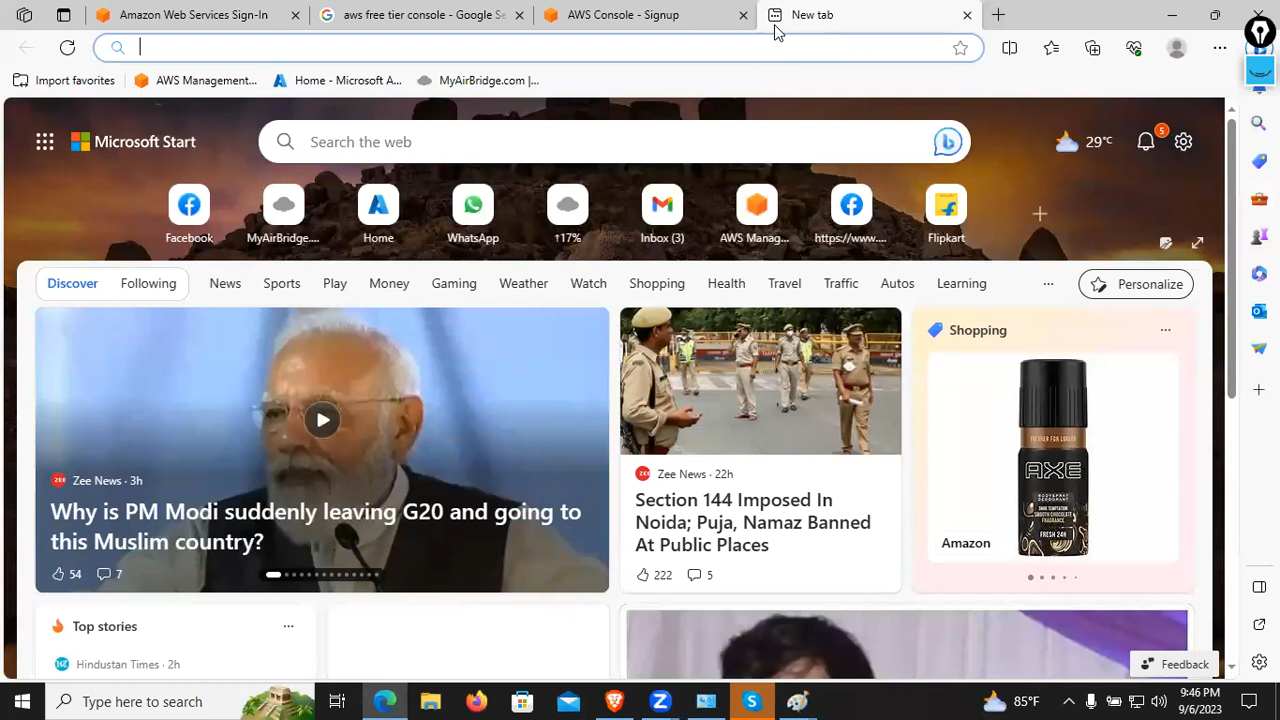 Amazon Web Services Sign-In
aws free tier console - Google Se
AWS Console - Signup
New tab
Import favorites
AWS Management...
Home - Microsoft A...
MyAirBridge.com |...
Microsoft Start
Search the web
29°C
5
Facebook
MyAirBridge....
Home
WhatsApp
↑17%
Inbox (3)
AWS Manag...
https://www....
Flipkart
Discover
Following
News
Sports
Play
Money
Gaming
Weather
Watch
Shopping
Health
Travel
Traffic
Autos
Learning
...
Personalize
Zee News · 3h
Why is PM Modi suddenly leaving G20 and going to
this Muslim country?
54
7
Zee News · 22h
Section 144 Imposed In
Noida; Puja, Namaz Banned
At Public Places
222
5
Shopping
AXE
FRESH 24H
Amazon
Top stories
Hindustan Times · 2h
Feedback
Type here to search
85°F
9:46 PM
9/6/2023